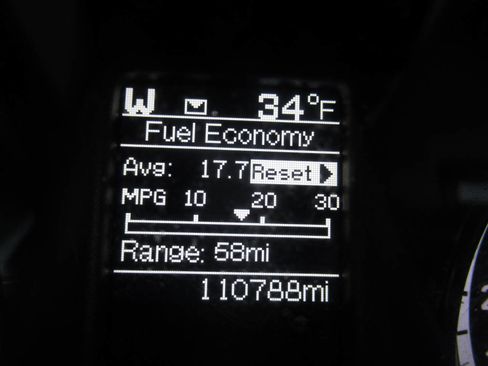 W 34°F
Fuel Economy
Avg: 17.7 Reset
MPG 10 20 30
Range: 58mi
110788mi